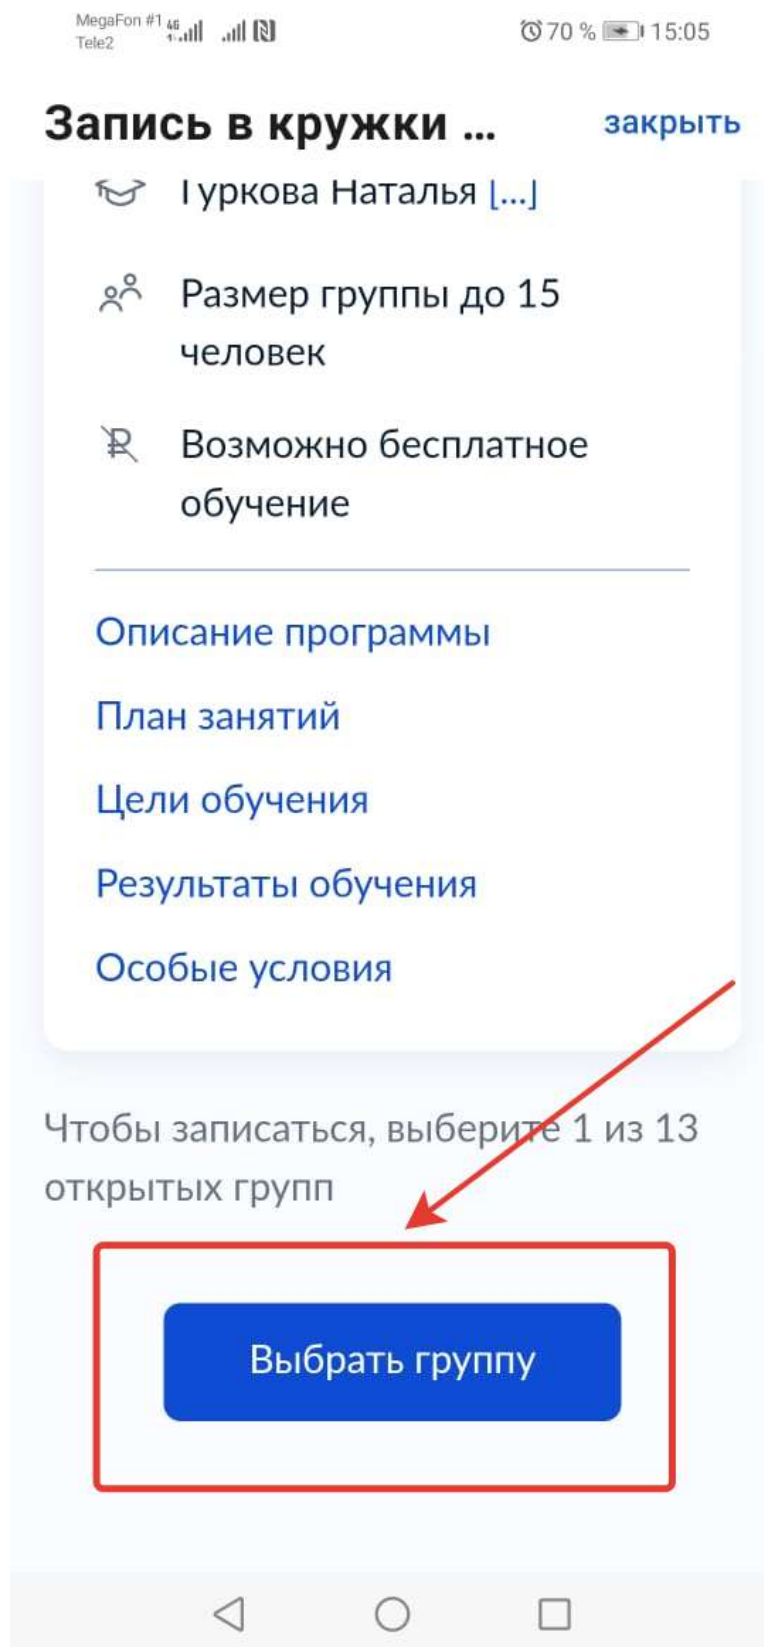 MegaFon #1 4G
Tele2
70 % 15:05
Запись в кружки ...
закрыть
Гуркова Наталья [...]
Размер группы до 15
человек
Возможно бесплатное
обучение
Описание программы
План занятий
Цели обучения
Результаты обучения
Особые условия
Чтобы записаться, выберите 1 из 13
открытых групп
Выбрать группу